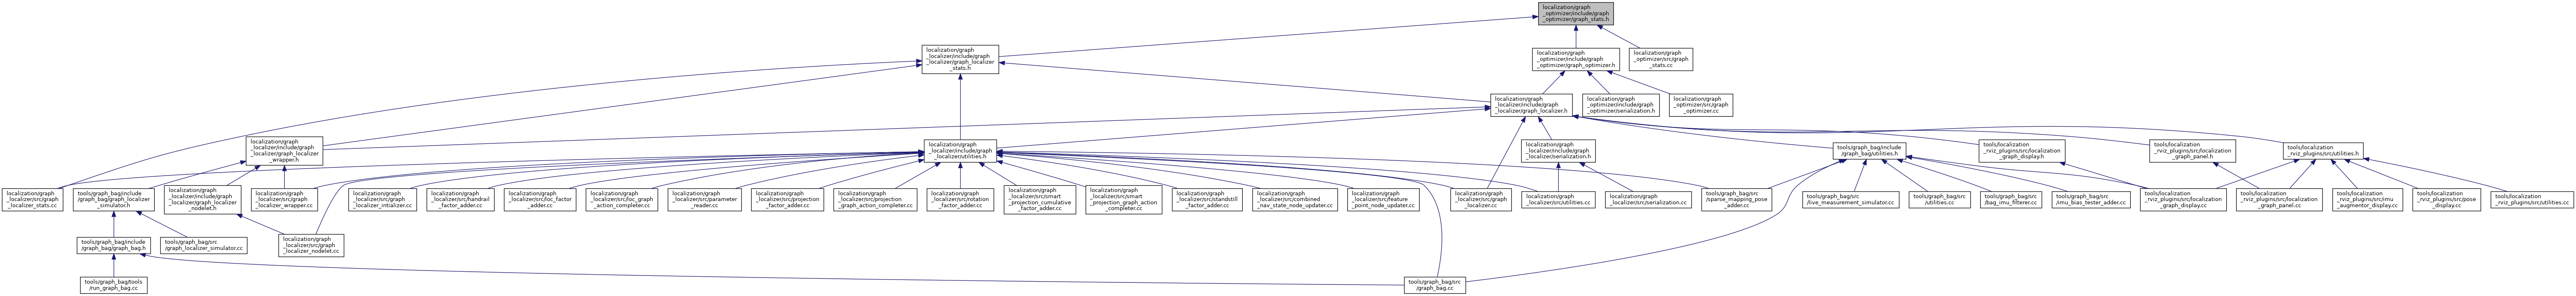 localization/graph
_optimizer/include/graph
_optimizer/graph_stats.h
localization/graph
_localizer/include/graph
_localizer/graph_localizer
_stats.h
localization/graph
_optimizer/include/graph
_optimizer/graph_optimizer.h
localization/graph
_optimizer/src/graph
_stats.cc
localization/graph
_localizer/include/graph
_localizer/graph_localizer.h
localization/graph
_optimizer/include/graph
_optimizer/serialization.h
localization/graph
_optimizer/src/graph
_optimizer.cc
localization/graph
_localizer/include/graph
_localizer/graph_localizer
_wrapper.h
localization/graph
_localizer/include/graph
_localizer/utilities.h
localization/graph
_localizer/include/graph
_localizer/serialization.h
tools/graph_bag/include
/graph_bag/utilities.h
tools/localization
_rviz_plugins/src/localization
_graph_display.h
tools/localization
_rviz_plugins/src/localization
_graph_panel.h
tools/localization
_rviz_plugins/src/utilities.h
localization/graph
_localizer/src/graph
_localizer_stats.cc
tools/graph_bag/include
/graph_bag/graph_localizer
_simulator.h
localization/graph
_localizer/include/graph
_localizer/graph_localizer
_nodelet.h
localization/graph
_localizer/src/graph
_localizer_wrapper.cc
localization/graph
_localizer/src/graph
_localizer_initializer.cc
localization/graph
_localizer/src/handrail
_factor_adder.cc
localization/graph
_localizer/src/loc_factor
_adder.cc
localization/graph
_localizer/src/loc_graph
_action_completer.cc
localization/graph
_localizer/src/parameter
_reader.cc
localization/graph
_localizer/src/projection
_factor_adder.cc
localization/graph
_localizer/src/projection
_graph_action_completer.cc
localization/graph
_localizer/src/rotation
_factor_adder.cc
localization/graph
_localizer/src/smart
_projection_cumulative
_factor_adder.cc
localization/graph
_localizer/src/smart
_projection_graph_action
_completer.cc
localization/graph
_localizer/src/standstill
_factor_adder.cc
localization/graph
_localizer/src/combined
_nav_state_node_updater.cc
localization/graph
_localizer/src/feature
_point_node_updater.cc
localization/graph
_localizer/src/graph
_localizer.cc
localization/graph
_localizer/src/utilities.cc
localization/graph
_localizer/src/serialization.cc
tools/graph_bag/src
/sparse_mapping_pose
_adder.cc
tools/graph_bag/src
/live_measurement_simulator.cc
tools/graph_bag/src
/utilities.cc
tools/graph_bag/src
/bag_imu_filterer.cc
tools/graph_bag/src
/imu_bias_tester_adder.cc
tools/localization
_rviz_plugins/src/localization
_graph_display.cc
tools/localization
_rviz_plugins/src/localization
_graph_panel.cc
tools/localization
_rviz_plugins/src/imu
_augmentor_display.cc
tools/localization
_rviz_plugins/src/pose
_display.cc
tools/localization
_rviz_plugins/src/utilities.cc
tools/graph_bag/include
/graph_bag/graph_bag.h
tools/graph_bag/src
/graph_localizer_simulator.cc
localization/graph
_localizer/src/graph
_localizer_nodelet.cc
tools/graph_bag/tools
/run_graph_bag.cc
tools/graph_bag/src
/graph_bag.cc